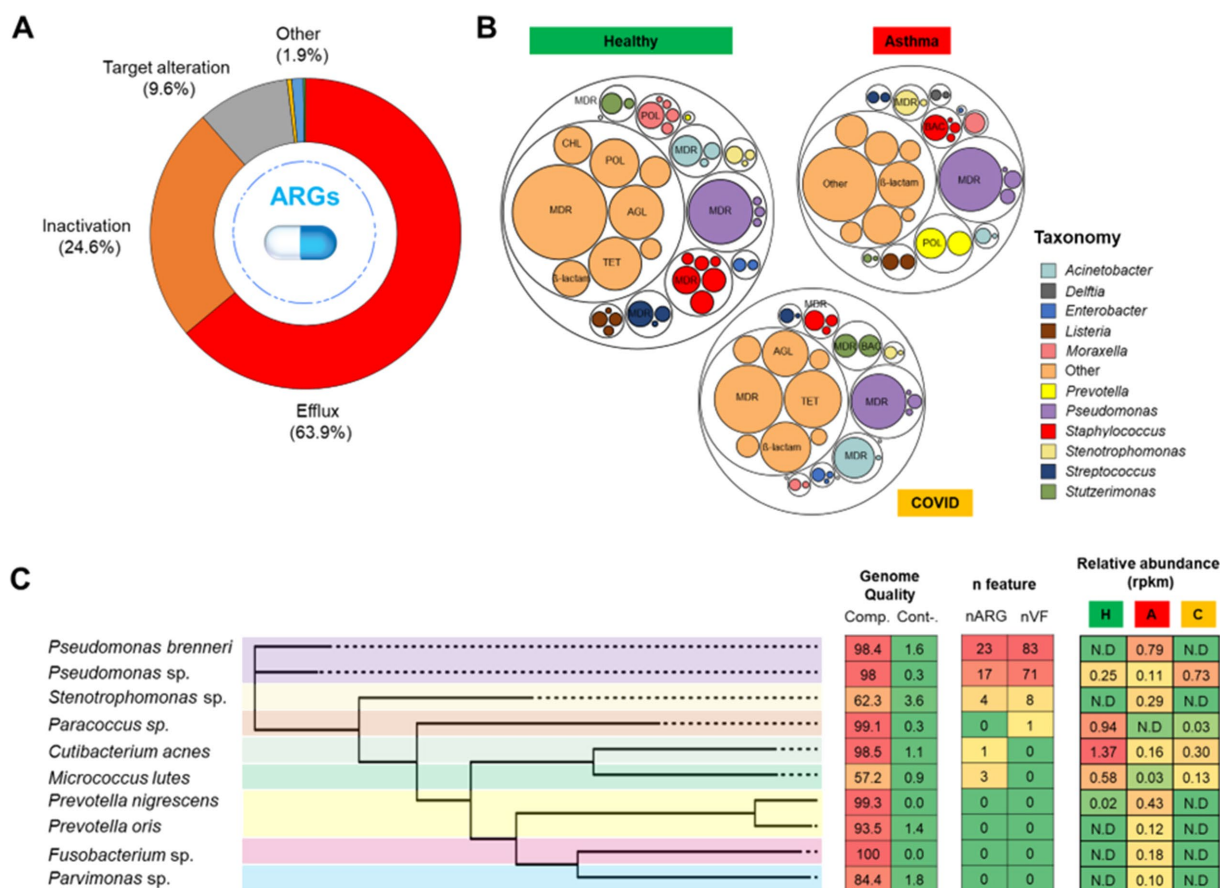 A
Other
(1.9%)
Target alteration
(9.6%)
Inactivation
(24.6%)
ARGs
Efflux
(63.9%)
B
Healthy
Asthma
COVID
MDR
POL
MDR
CHL
POL
MDR
AGL
MDR
ß-lactam
TET
MDR
MDR
MDR
BAC
Other
ß-lactam
MDR
POL
MDR
AGL
MDR
BAC
MDR
TET
MDR
ß-lactam
MDR
Taxonomy
Acinetobacter
Delftia
Enterobacter
Listeria
Moraxella
Other
Prevotella
Pseudomonas
Staphylococcus
Stenotrophomonas
Streptococcus
Stutzerimonas
C
Genome Quality n feature Relative abundance (rpkm)
Comp. Cont-. nARG nVF H A C
Pseudomonas brenneri 98.4 1.6 23 83 N.D 0.79 N.D
Pseudomonas sp. 98 0.3 17 71 0.25 0.11 0.73
Stenotrophomonas sp. 62.3 3.6 4 8 N.D 0.29 N.D
Paracoccus sp. 99.1 0.3 0 1 0.94 N.D 0.03
Cutibacterium acnes 98.5 1.1 1 0 1.37 0.16 0.30
Micrococcus lutes 57.2 0.9 3 0 0.58 0.03 0.13
Prevotella nigrescens 99.3 0.0 0 0 0.02 0.43 N.D
Prevotella oris 93.5 1.4 0 0 N.D 0.12 N.D
Fusobacterium sp. 100 0.0 0 0 N.D 0.18 N.D
Parvimonas sp. 84.4 1.8 0 0 N.D 0.10 N.D